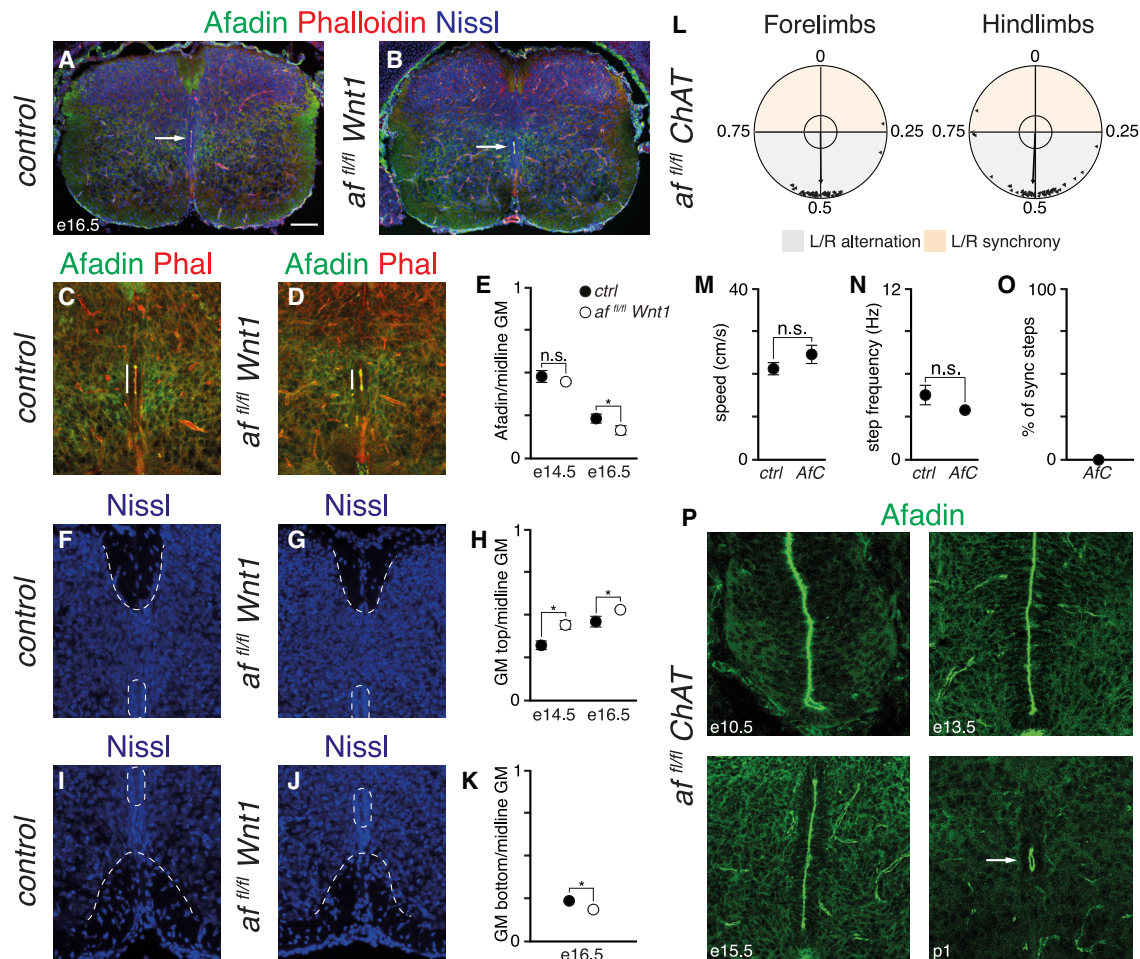 Afadin Phalloidin Nissl
A
B
control
af fl/fl Wnt1
e16.5
Afadin Phal
Afadin Phal
C
D
control
af fl/fl Wnt1
E
Afadin/midline GM
1
0
ctrl
af fl/fl Wnt1
n.s.
*
e14.5 e16.5
Nissl
Nissl
F
G
control
af fl/fl Wnt1
H
GM top/midline GM
1
0
*
*
e14.5 e16.5
Nissl
Nissl
I
J
control
af fl/fl Wnt1
K
GM bottom/midline GM
1
0
*
e16.5
L
Forelimbs
Hindlimbs
af fl/fl ChAT
0
0.75
0.25
0.5
0
0.75
0.25
0.5
L/R alternation
L/R synchrony
M
speed (cm/s)
40
0
n.s.
ctrl AfC
N
step frequency (Hz)
12
0
n.s.
ctrl AfC
O
% of sync steps
100
0
AfC
P
Afadin
af fl/fl ChAT
e10.5
e13.5
e15.5
p1